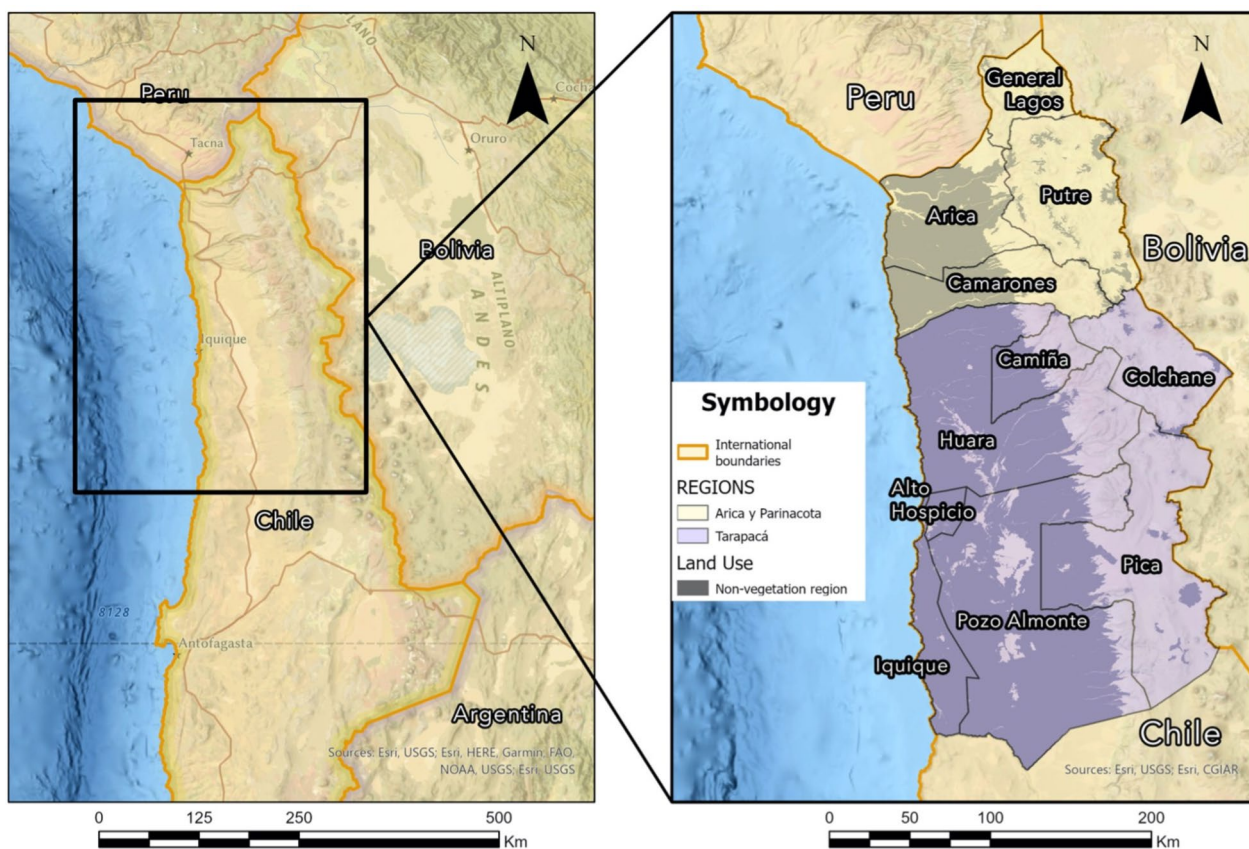 N
Peru
PLANO
Cocha
Tacna
Oruro
Bolivia
ALTIPLANO
ANDES
Iquique
Chile
8128
Antofagasta
Argentina
Sources: Esri, USGS; Esri, HERE, Garmin, FAO,
NOAA, USGS; Esri, USGS
0 125 250 500
Km
N
Peru
General
Lagos
Putre
Arica
Bolivia
Camarones
Camiña
Colchane
Huara
Alto
Hospicio
Pica
Pozo Almonte
Iquique
Chile
Sources: Esri, USGS; Esri, CGIAR
Symbology
International
boundaries
REGIONS
Arica y Parinacota
Tarapacá
Land Use
Non-vegetation region
0 50 100 200
Km